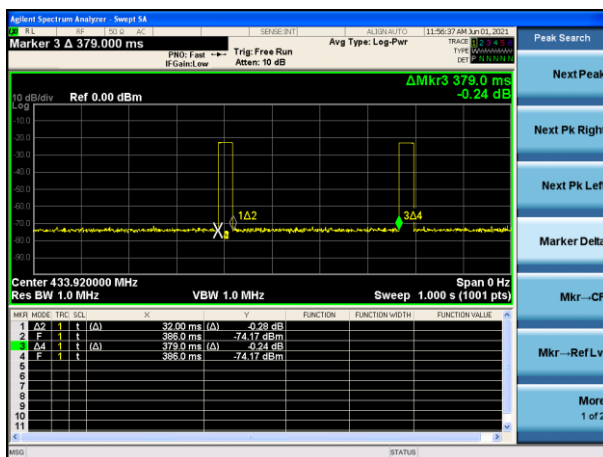 Agilent Spectrum Analyzer - Swept SA
RL RF 50 Ω AC SENSE:INT ALIGNAUTO 11:56:37 AM Jun 01, 2021
Marker 3 Δ 379.000 ms
PNO: Fast
IFGain:Low
Trig: Free Run
Atten: 10 dB
Avg Type: Log-Pwr
TRACE 1 2 3 4 5 6
TYPE
DET P N N N N N
Peak Search
ΔMkr3 379.0 ms
-0.24 dB
10 dB/div Ref 0.00 dBm
Log
-10.0
-20.0
-30.0
-40.0
-50.0
-60.0
-70.0
-80.0
-90.0
1Δ2
3Δ4
Center 433.920000 MHz Span 0 Hz
Res BW 1.0 MHz VBW 1.0 MHz Sweep 1.000 s (1001 pts)
MKR MODE TRC SCL X Y FUNCTION FUNCTION WIDTH FUNCTION VALUE
1 Δ2 1 t (Δ) 32.00 ms (Δ) -0.28 dB
2 F 1 t 386.0 ms -74.17 dBm
3 Δ4 1 t (Δ) 379.0 ms (Δ) -0.24 dB
4 F 1 t 386.0 ms -74.17 dBm
5
6
7
8
9
10
11
MSG STATUS
Next Peak
Next Pk Right
Next Pk Left
Marker Delta
Mkr→CF
Mkr→Ref Lv
More
1 of 2